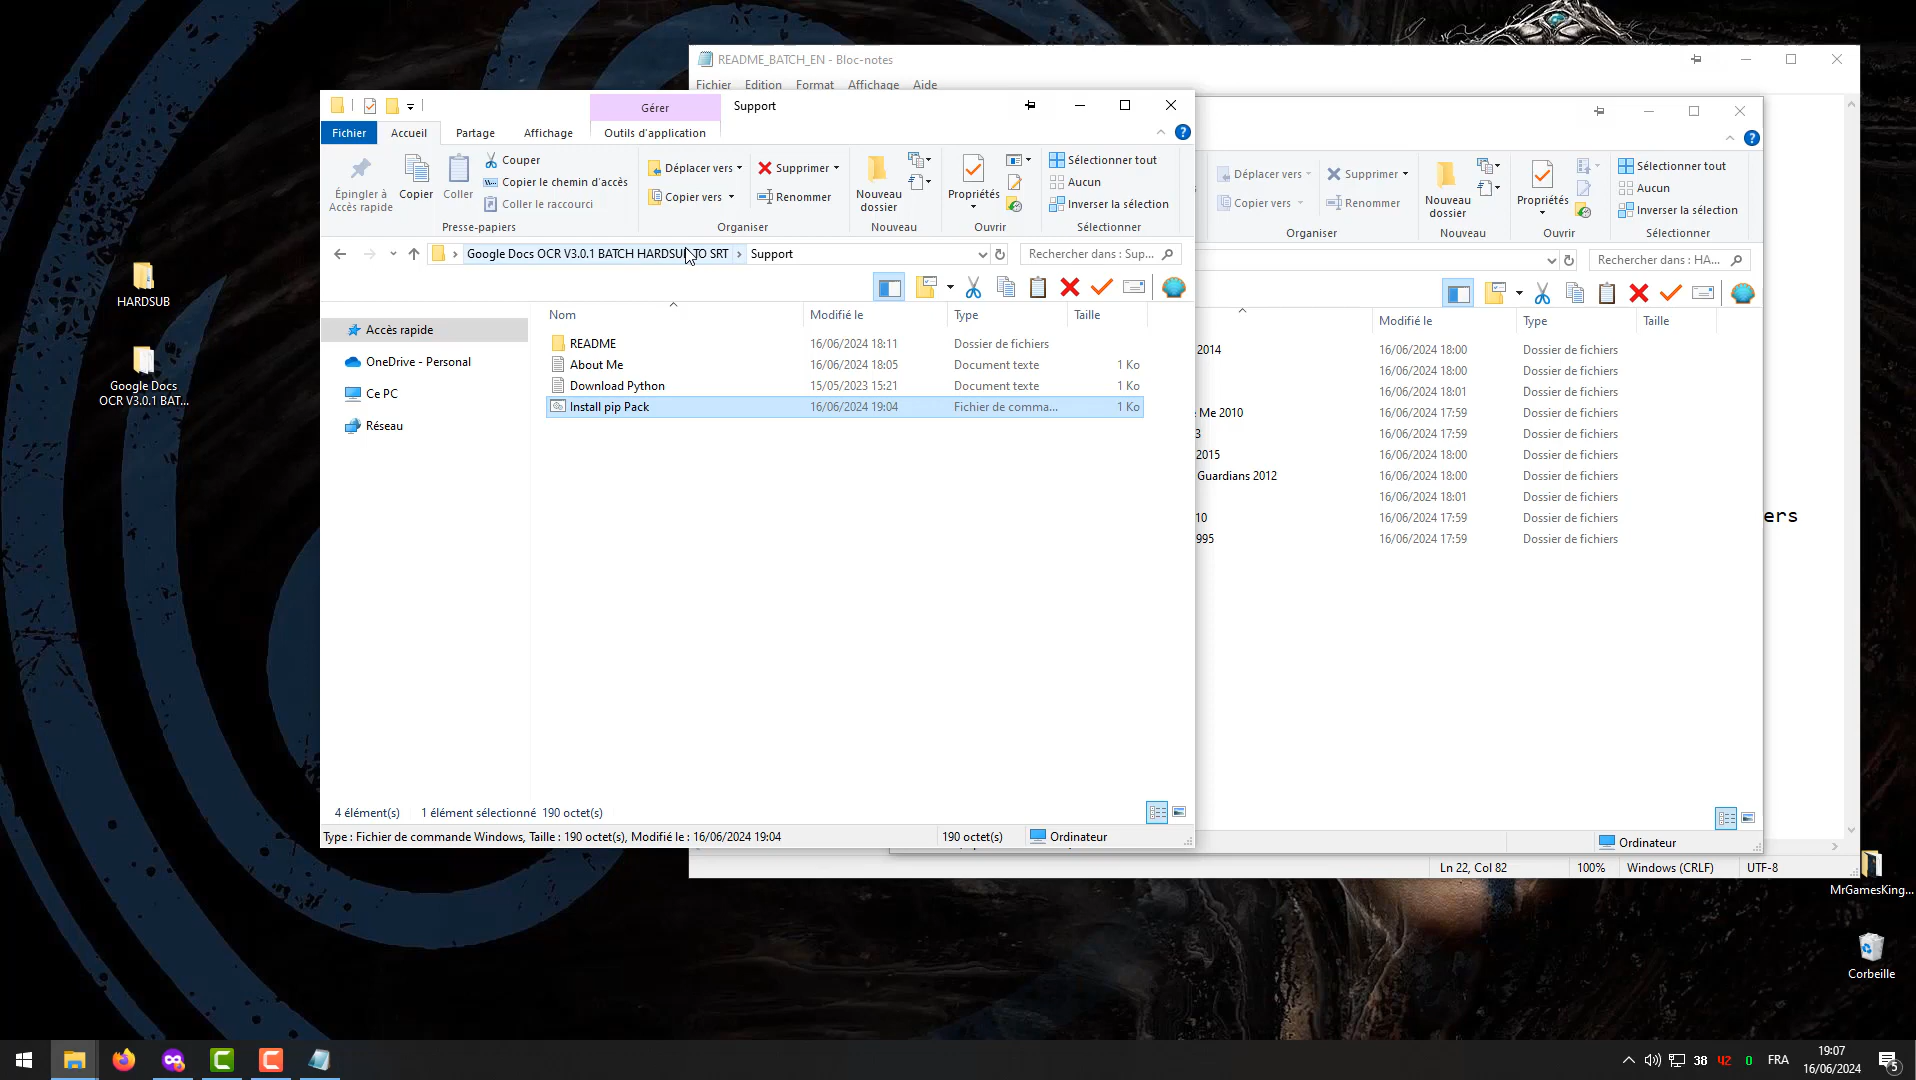 README_BATCH_EN - Bloc-notes
Fichier Edition Format Affichage Aide
Gérer Support
Fichier Accueil Partage Affichage Outils d'application
Épingler à Accès rapide
Copier
Coller
Couper
Copier le chemin d'accès
Coller le raccourci
Presse-papiers
Déplacer vers
Copier vers
Supprimer
Renommer
Organiser
Nouveau dossier
Nouveau
Propriétés
Ouvrir
Sélectionner tout
Aucun
Inverser la sélection
Sélectionner
Déplacer vers
Copier vers
Supprimer
Renommer
Organiser
Nouveau dossier
Nouveau
Propriétés
Ouvrir
Sélectionner tout
Aucun
Inverser la sélection
Sélectionner
Google Docs OCR V3.0.1 BATCH HARDSUB TO SRT Support
Rechercher dans : Sup...
Rechercher dans : HA...
Accès rapide
OneDrive - Personal
Ce PC
Réseau
Nom Modifié le Type Taille
README 16/06/2024 18:11 Dossier de fichiers
About Me 16/06/2024 18:05 Document texte 1 Ko
Download Python 15/05/2023 15:21 Document texte 1 Ko
Install pip Pack 16/06/2024 19:04 Fichier de comma... 1 Ko
Modifié le Type Taille
2014 16/06/2024 18:00 Dossier de fichiers
16/06/2024 18:00 Dossier de fichiers
16/06/2024 18:01 Dossier de fichiers
Me 2010 16/06/2024 17:59 Dossier de fichiers
3 16/06/2024 17:59 Dossier de fichiers
2015 16/06/2024 18:00 Dossier de fichiers
Guardians 2012 16/06/2024 18:00 Dossier de fichiers
16/06/2024 18:01 Dossier de fichiers
10 16/06/2024 17:59 Dossier de fichiers
995 16/06/2024 17:59 Dossier de fichiers
ers
4 élément(s) 1 élément sélectionné 190 octet(s)
Type : Fichier de commande Windows, Taille : 190 octet(s), Modifié le : 16/06/2024 19:04 190 octet(s) Ordinateur
Ordinateur
Ln 22, Col 82 100% Windows (CRLF) UTF-8
HARDSUB
Google Docs
OCR V3.0.1 BAT...
MrGamesKing...
Corbeille
38 42 0 FRA
19:07
16/06/2024
5